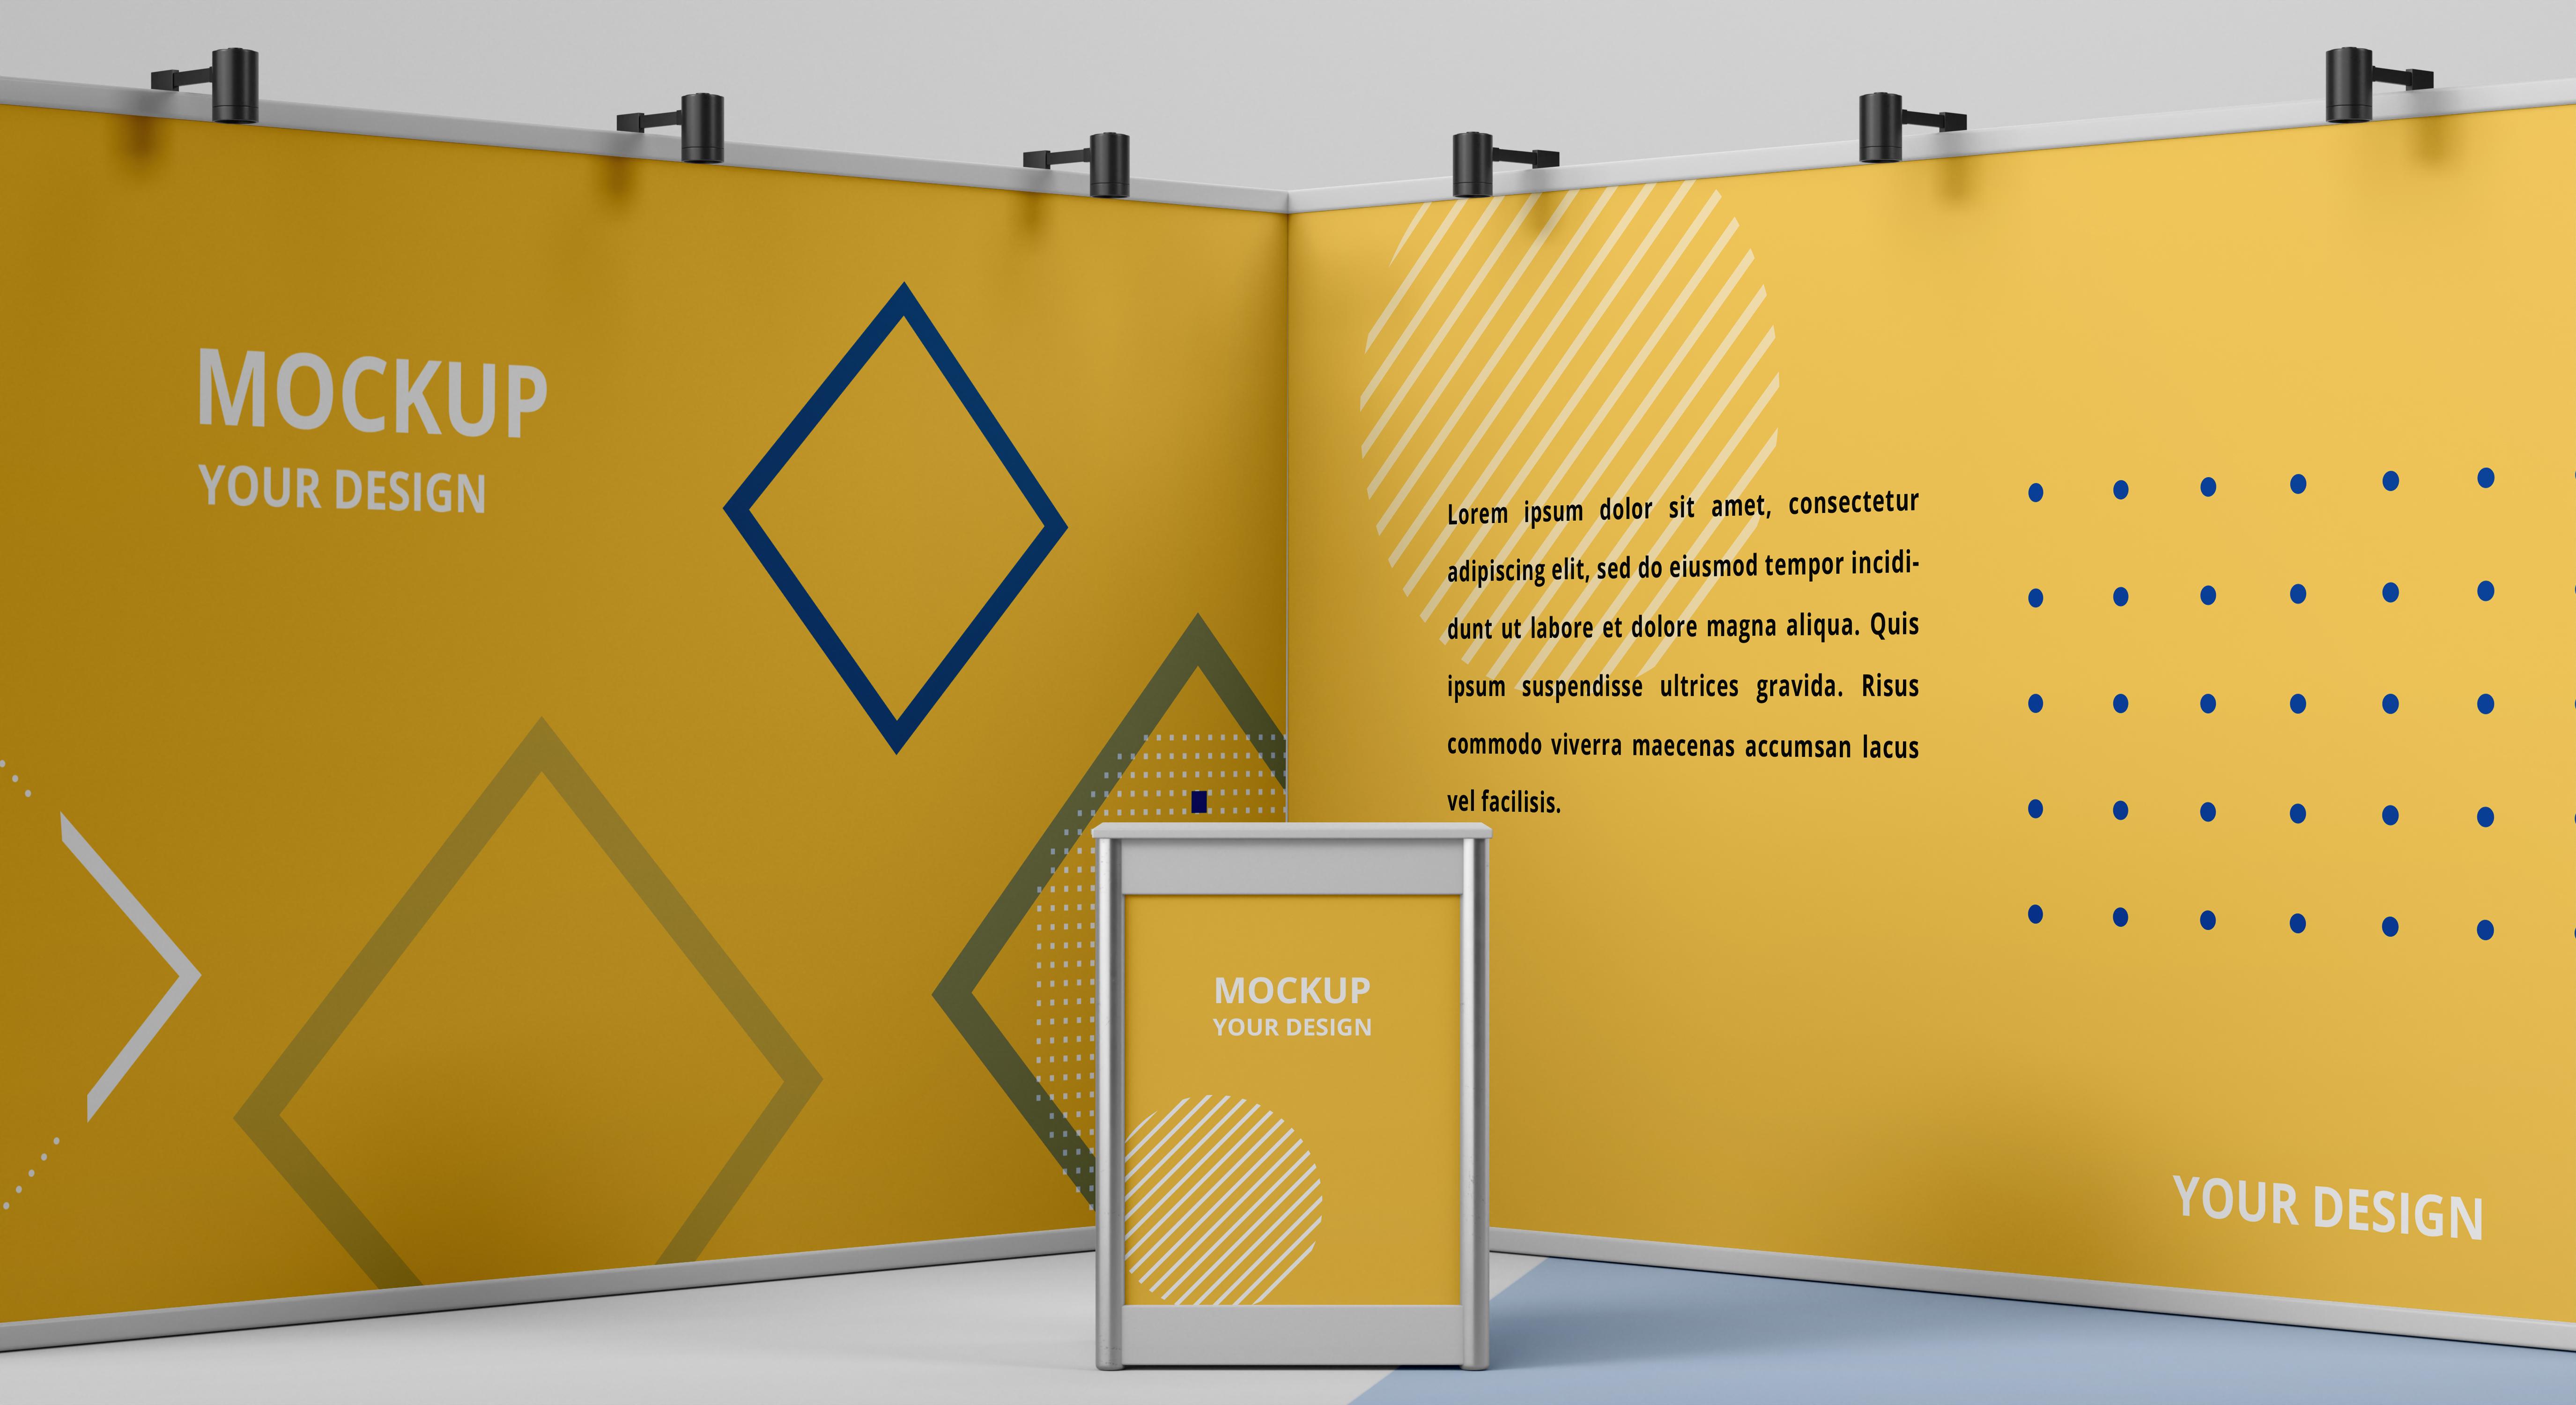 MOCKUP
YOUR DESIGN
Lorem ipsum dolor sit amet, consectetur
adipiscing elit, sed do eiusmod tempor incidi-
dunt ut labore et dolore magna aliqua. Quis
ipsum suspendisse ultrices gravida. Risus
commodo viverra maecenas accumsan lacus
vel facilisis.
MOCKUP
YOUR DESIGN
YOUR DESIGN